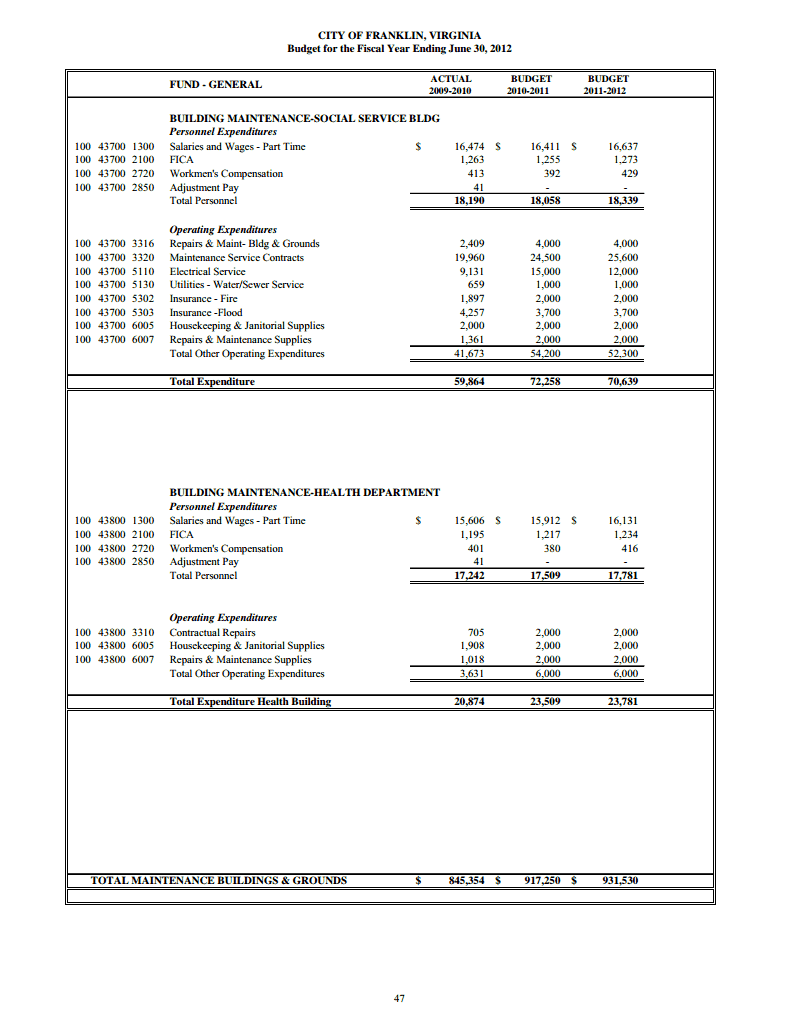 CITY OF FRANKLIN, VIRGINIA
Budget for the Fiscal Year Ending June 30, 2012
FUND - GENERAL ACTUAL 2009-2010 BUDGET 2010-2011 BUDGET 2011-2012
BUILDING MAINTENANCE-SOCIAL SERVICE BLDG
Personnel Expenditures
100 43700 1300 Salaries and Wages - Part Time $ 16,474 $ 16,411 $ 16,637
100 43700 2100 FICA 1,263 1,255 1,273
100 43700 2720 Workmen's Compensation 413 392 429
100 43700 2850 Adjustment Pay 41 - -
Total Personnel 18,190 18,058 18,339
Operating Expenditures
100 43700 3316 Repairs & Maint- Bldg & Grounds 2,409 4,000 4,000
100 43700 3320 Maintenance Service Contracts 19,960 24,500 25,600
100 43700 5110 Electrical Service 9,131 15,000 12,000
100 43700 5130 Utilities - Water/Sewer Service 659 1,000 1,000
100 43700 5302 Insurance - Fire 1,897 2,000 2,000
100 43700 5303 Insurance -Flood 4,257 3,700 3,700
100 43700 6005 Housekeeping & Janitorial Supplies 2,000 2,000 2,000
100 43700 6007 Repairs & Maintenance Supplies 1,361 2,000 2,000
Total Other Operating Expenditures 41,673 54,200 52,300
Total Expenditure 59,864 72,258 70,639
BUILDING MAINTENANCE-HEALTH DEPARTMENT
Personnel Expenditures
100 43800 1300 Salaries and Wages - Part Time $ 15,606 $ 15,912 $ 16,131
100 43800 2100 FICA 1,195 1,217 1,234
100 43800 2720 Workmen's Compensation 401 380 416
100 43800 2850 Adjustment Pay 41 - -
Total Personnel 17,242 17,509 17,781
Operating Expenditures
100 43800 3310 Contractual Repairs 705 2,000 2,000
100 43800 6005 Housekeeping & Janitorial Supplies 1,908 2,000 2,000
100 43800 6007 Repairs & Maintenance Supplies 1,018 2,000 2,000
Total Other Operating Expenditures 3,631 6,000 6,000
Total Expenditure Health Building 20,874 23,509 23,781
TOTAL MAINTENANCE BUILDINGS & GROUNDS $ 845,354 $ 917,250 $ 931,530
47